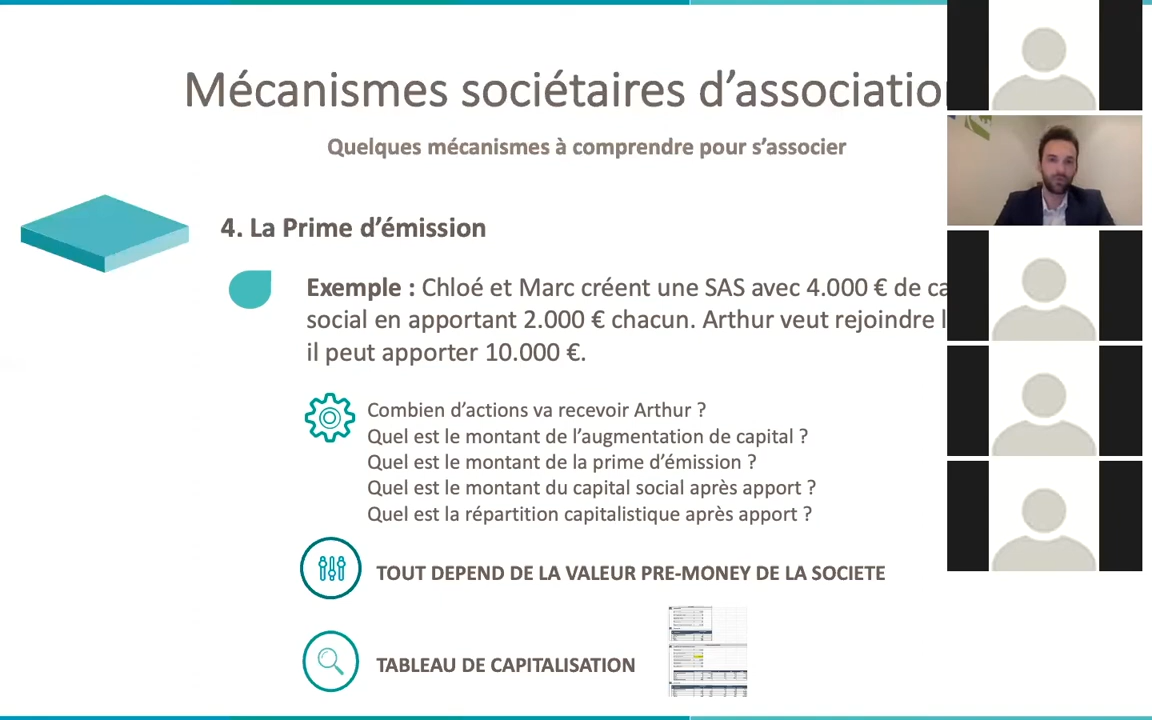 Mécanismes sociétaires d'association
Quelques mécanismes à comprendre pour s'associer
4. La Prime d'émission
Exemple : Chloé et Marc créent une SAS avec 4.000 € de
social en apportant 2.000 € chacun. Arthur veut rejoindre
il peut apporter 10.000 €.
Combien d'actions va recevoir Arthur ?
Quel est le montant de l'augmentation de capital ?
Quel est le montant de la prime d'émission ?
Quel est le montant du capital social après apport ?
Quel est la répartition capitalistique après apport ?
TOUT DEPEND DE LA VALEUR PRE-MONEY DE LA SOCIETE
TABLEAU DE CAPITALISATION